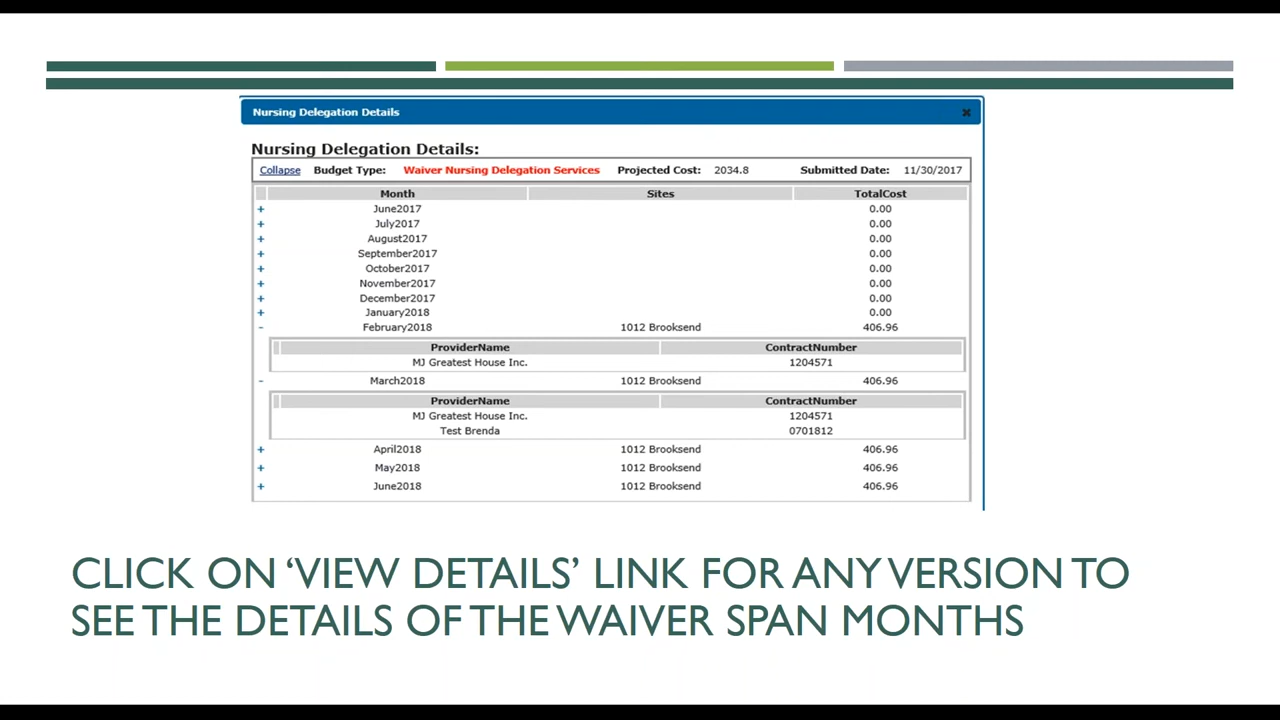 Nursing Delegation Details ×
Nursing Delegation Details:
Collapse Budget Type: Waiver Nursing Delegation Services Projected Cost: 2034.8 Submitted Date: 11/30/2017
Month Sites TotalCost
+ June2017 0.00
+ July2017 0.00
+ August2017 0.00
+ September2017 0.00
+ October2017 0.00
+ November2017 0.00
+ December2017 0.00
+ January2018 0.00
- February2018 1012 Brooksend 406.96
ProviderName ContractNumber
MJ Greatest House Inc. 1204571
- March2018 1012 Brooksend 406.96
ProviderName ContractNumber
MJ Greatest House Inc. 1204571
Test Brenda 0701812
+ April2018 1012 Brooksend 406.96
+ May2018 1012 Brooksend 406.96
+ June2018 1012 Brooksend 406.96
CLICK ON ‘VIEW DETAILS’ LINK FOR ANY VERSION TO
SEE THE DETAILS OF THE WAIVER SPAN MONTHS